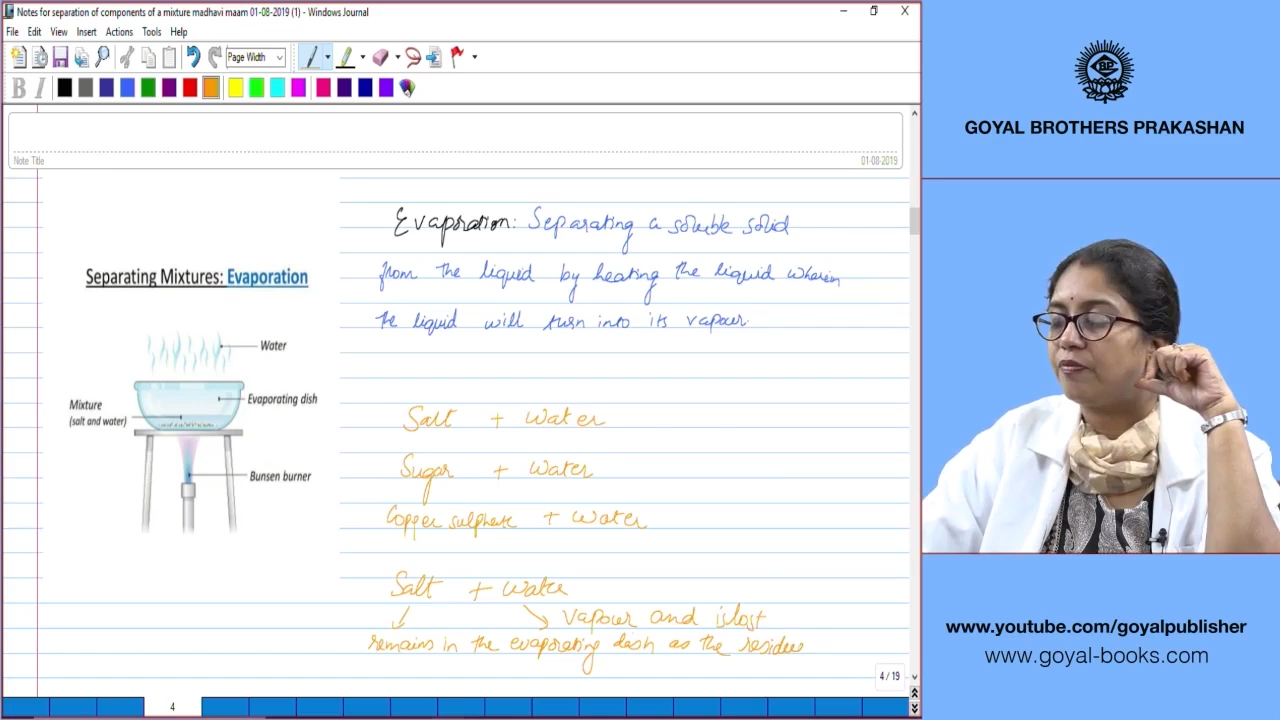 Notes for separation of components of a mixture madhavi maam 01-08-2019 (1) - Windows Journal
File Edit View Insert Actions Tools Help
Page Width
B I
Note Title
01-08-2019
Evaporation: Separating a soluble solid
from the liquid by heating the liquid wherein
the liquid will turn into its vapour.
Separating Mixtures: Evaporation
Water
Evaporating dish
Mixture
(salt and water)
Bunsen burner
Salt + Water
Sugar + Water
Copper sulphate + Water
Salt + Water
vapour and is lost
remains in the evaporating dish as the residue
4 / 19
4
GBP
GOYAL BROTHERS PRAKASHAN
www.youtube.com/goyalpublisher
www.goyal-books.com